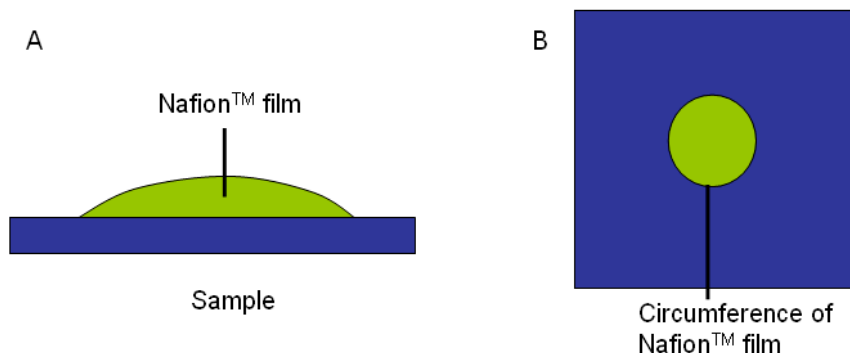 A
B
Nafion™ film
Sample
Circumference of
Nafion™ film